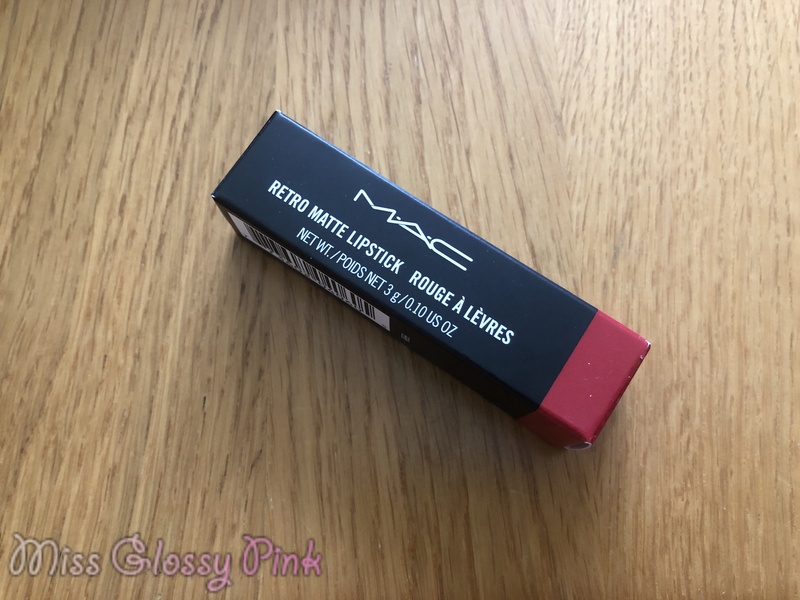 M·A·C
RETRO MATTE LIPSTICK ROUGE À LÈVRES
NET WT. / POIDS NET 3 g / 0.10 US OZ
Miss Glossy Pink